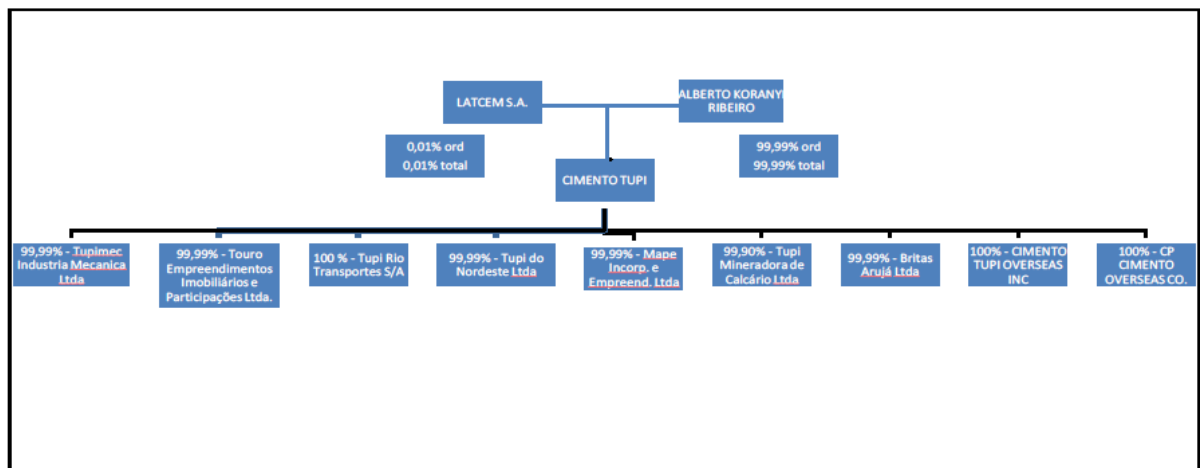 LATCEM S.A.
ALBERTO KORANYI
RIBEIRO
0,01% ord
0,01% total
99,99% ord
99,99% total
CIMENTO TUPI
99,99% - Tupimec
Industria Mecanica
Ltda
99,99% - Touro
Empreendimentos
Imobiliários e
Participações Ltda.
100 % - Tupi Rio
Transportes S/A
99,99% - Tupi do
Nordeste Ltda
99,99% - Mape
Incorp. e
Empreend. Ltda
99,90% - Tupi
Mineradora de
Calcário Ltda
99,99% - Britas
Arujá Ltda
100% - CIMENTO
TUPI OVERSEAS
INC
100% - CP
CIMENTO
OVERSEAS CO.